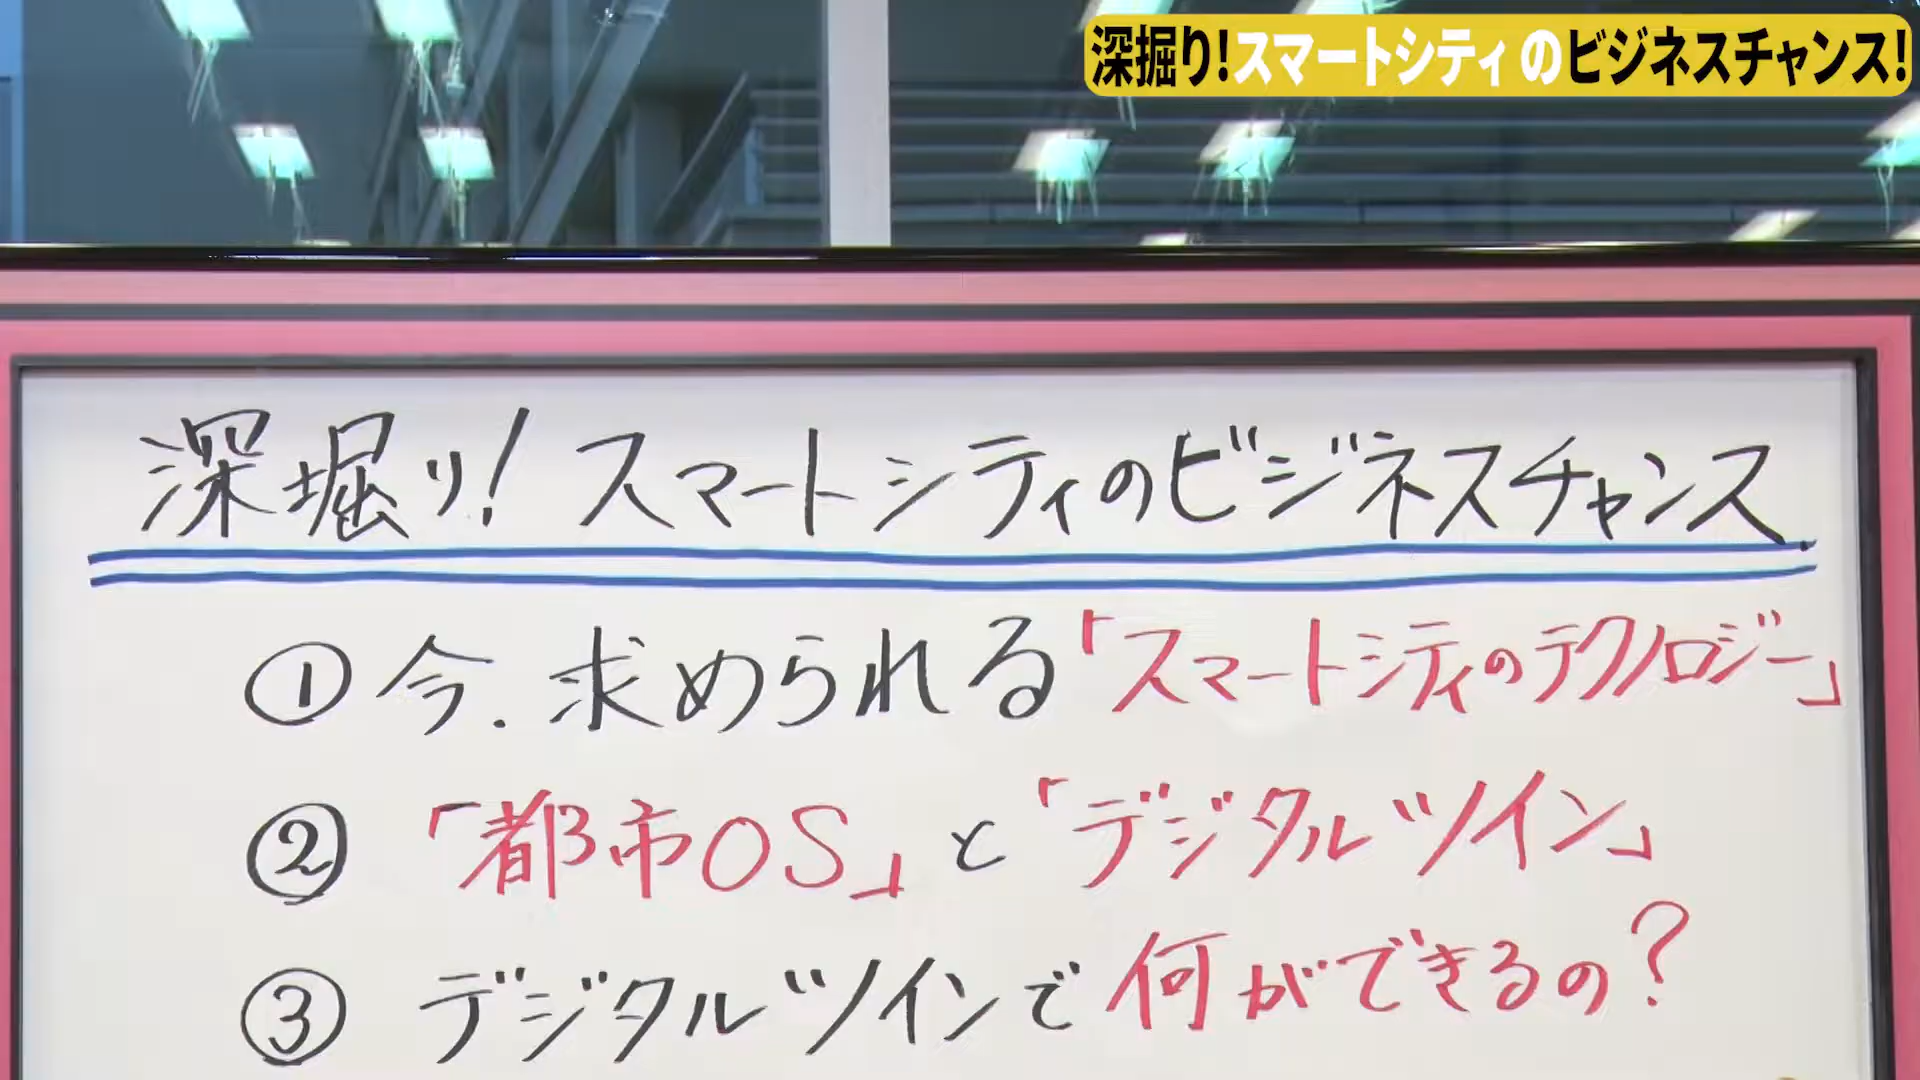 深掘り!スマートシティのビジネスチャンス!
深堀り!スマートシティのビジネスチャンス.
①今.求められる「スマートシティのテクノロジー」
②「都市OS」と「デジタルツイン」
③デジタルツインで何ができるの?